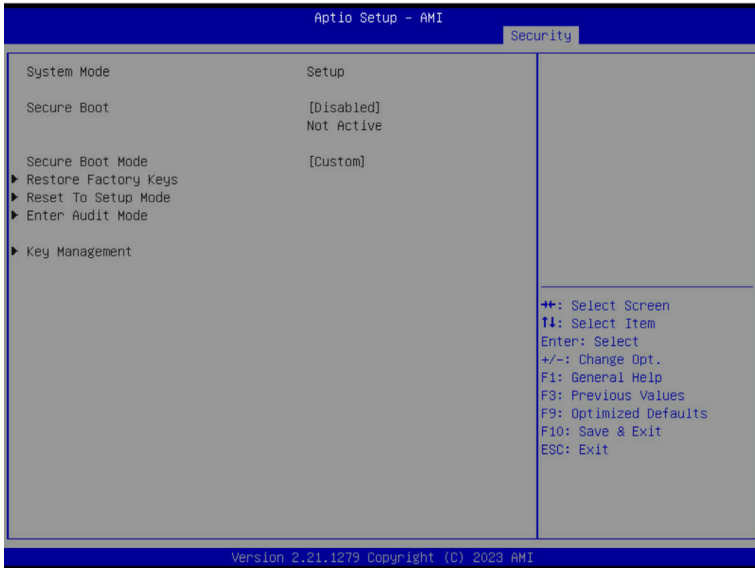 Aptio Setup – AMI
Security
System Mode Setup
Secure Boot [Disabled]
Not Active
Secure Boot Mode [Custom]
▶ Restore Factory Keys
▶ Reset To Setup Mode
▶ Enter Audit Mode
▶ Key Management
→←: Select Screen
↑↓: Select Item
Enter: Select
+/-: Change Opt.
F1: General Help
F3: Previous Values
F9: Optimized Defaults
F10: Save & Exit
ESC: Exit
Version 2.21.1279 Copyright (C) 2023 AMI